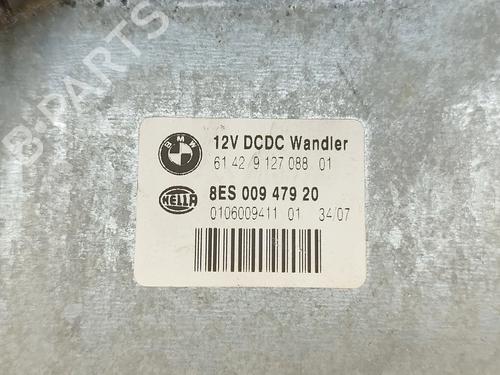 B-PARTS
BMW
12V DCDC Wandler
61 42 9 127 088 01
HELLA
8ES 009 479 20
0106009411 01 34/07